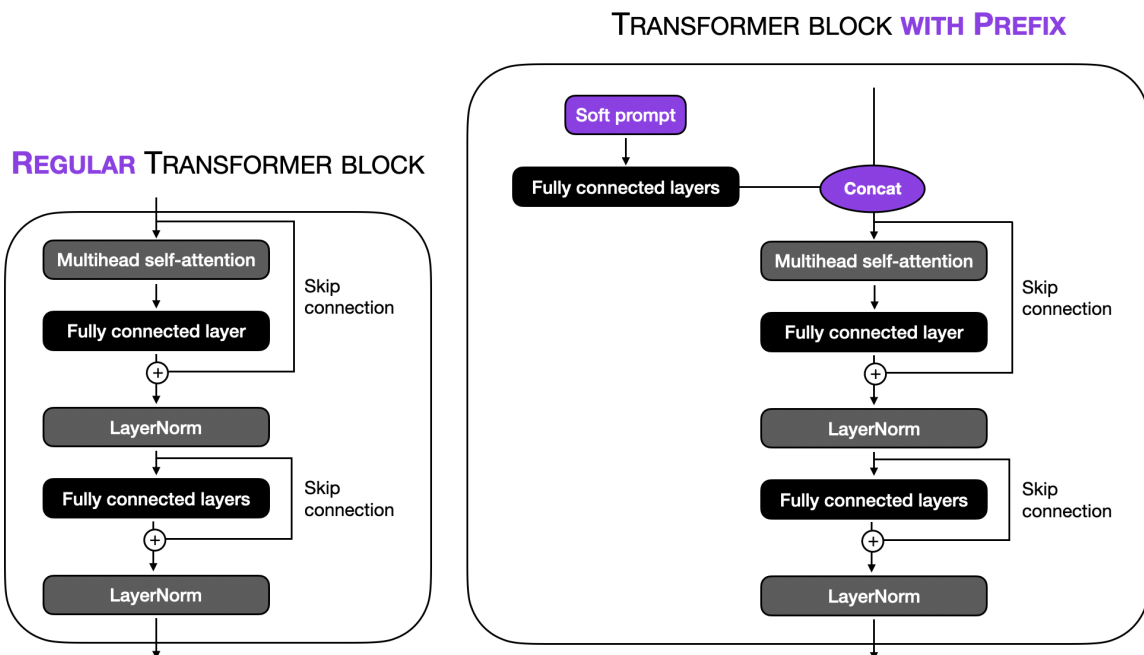 REGULAR TRANSFORMER BLOCK
Multihead self-attention
Skip
connection
Fully connected layer
+
LayerNorm
Fully connected layers
Skip
connection
+
LayerNorm
TRANSFORMER BLOCK WITH PREFIX
Soft prompt
Fully connected layers
Concat
Multihead self-attention
Skip
connection
Fully connected layer
+
LayerNorm
Fully connected layers
Skip
connection
+
LayerNorm